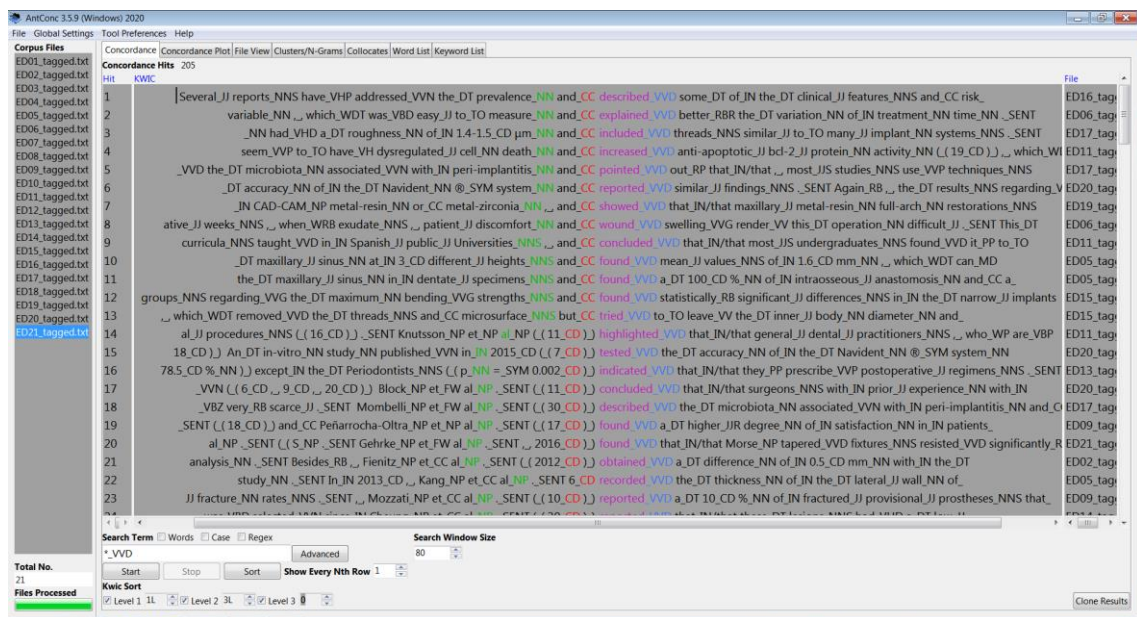 AntConc 3.5.9 (Windows) 2020
File Global Settings Tool Preferences Help
Corpus Files
ED01_tagged.txt
ED02_tagged.txt
ED03_tagged.txt
ED04_tagged.txt
ED05_tagged.txt
ED06_tagged.txt
ED07_tagged.txt
ED08_tagged.txt
ED09_tagged.txt
ED10_tagged.txt
ED11_tagged.txt
ED12_tagged.txt
ED13_tagged.txt
ED14_tagged.txt
ED15_tagged.txt
ED16_tagged.txt
ED17_tagged.txt
ED18_tagged.txt
ED19_tagged.txt
ED20_tagged.txt
ED21_tagged.txt
Total No.
21
Files Processed
Concordance Concordance Plot File View Clusters/N-Grams Collocates Word List Keyword List
Concordance Hits 205
Hit KWIC File
1 Several_JJ reports_NNS have_VHP addressed_VVN the_DT prevalence_NN and_CC described_VVD some_DT of_IN the_DT clinical_JJ features_NNS and_CC risk_ ED16_tag
2 variable_NN ,_, which_WDT was_VBD easy_JJ to_TO measure_NN and_CC explained_VVD better_RBR the_DT variation_NN of_IN treatment_NN time_NN ._SENT ED06_tag
3 _NN had_VHD a_DT roughness_NN of_IN 1.4-1.5_CD µm_NN and_CC included_VVD threads_NNS similar_JJ to_TO many_JJ implant_NN systems_NNS ._SENT ED17_tag
4 seem_VVP to_TO have_VH dysregulated_JJ cell_NN death_NN and_CC increased_VVD anti-apoptotic_JJ bcl-2_JJ protein_NN activity_NN (_( 19_CD )_) ,_, which_W ED11_tag
5 _VVD the_DT microbiota_NN associated_VVN with_IN peri-implantitis_NN and_CC pointed_VVD out_RP that_IN/that ,_, most_JJS studies_NNS use_VVP techniques_NNS ED17_tag
6 _DT accuracy_NN of_IN the_DT Navident_NN ®_SYM system_NN and_CC reported_VVD similar_JJ findings_NNS ._SENT Again_RB ,_, the_DT results_NNS regarding_V ED20_tag
7 _IN CAD-CAM_NP metal-resin_NN or_CC metal-zirconia_NN ,_, and_CC showed_VVD that_IN/that maxillary_JJ metal-resin_NN full-arch_NN restorations_NNS ED19_tag
8 ative_JJ weeks_NNS ,_, when_WRB exudate_NNS ,_, patient_JJ discomfort_NN and_CC wound_VVD swelling_VVG render_VV this_DT operation_NN difficult_JJ ._SENT This_DT ED06_tag
9 curricula_NNS taught_VVD in_IN Spanish_JJ public_JJ Universities_NNS ,_, and_CC concluded_VVD that_IN/that most_JJS undergraduates_NNS found_VVD it_PP to_TO ED11_tag
10 _DT maxillary_JJ sinus_NN at_IN 3_CD different_JJ heights_NNS and_CC found_VVD mean_JJ values_NNS of_IN 1.6_CD mm_NN ,_, which_WDT can_MD ED05_tag
11 the_DT maxillary_JJ sinus_NN in_IN dentate_JJ specimens_NNS and_CC found_VVD a_DT 100_CD %_NN of_IN intraosseous_JJ anastomosis_NN and_CC a_ ED05_tag
12 groups_NNS regarding_VVG the_DT maximum_NN bending_VVG strengths_NNS and_CC found_VVD statistically_RB significant_JJ differences_NNS in_IN the_DT narrow_JJ implants ED15_tag
13 ,_, which_WDT removed_VVD the_DT threads_NNS and_CC microsurface_NNS but_CC tried_VVD to_TO leave_VV the_DT inner_JJ body_NN diameter_NN and_ ED15_tag
14 al_JJ procedures_NNS (_( 16_CD )_) ._SENT Knutsson_NP et_NP al_NP (_( 11_CD )_) highlighted_VVD that_IN/that general_JJ dental_JJ practitioners_NNS ,_, who_WP are_VBP ED11_tag
15 18_CD )_) An_DT in-vitro_NN study_NN published_VVN in_IN 2015_CD (_( 7_CD )_) tested_VVD the_DT accuracy_NN of_IN the_DT Navident_NN ®_SYM system_NN ED20_tag
16 78.5_CD %_NN )_) except_IN the_DT Periodontists_NNS (_( p_NN =_SYM 0.002_CD )_) indicated_VVD that_IN/that they_PP prescribe_VVP postoperative_JJ regimens_NNS ._SENT ED13_tag
17 _VVN (_( 6_CD ,_, 9_CD ,_, 20_CD )_) Block_NP et_FW al_NP ._SENT (_( 11_CD )_) concluded_VVD that_IN/that surgeons_NNS with_IN prior_JJ experience_NN with_IN ED20_tag
18 _VBZ very_RB scarce_JJ ._SENT Mombelli_NP et_FW al_NP ._SENT (_( 30_CD )_) described_VVD the_DT microbiota_NN associated_VVN with_IN peri-implantitis_NN and_C ED17_tag
19 _SENT (_( 18_CD )_) and_CC Peñarrocha-Oltra_NP et_NP al_NP ._SENT (_( 17_CD )_) found_VVD a_DT higher_JJR degree_NN of_IN satisfaction_NN in_IN patients_ ED09_tag
20 al_NP ._SENT (_( S_NP ._SENT Gehrke_NP et_FW al_NP ._SENT ,_, 2016_CD )_) found_VVD that_IN/that Morse_NP tapered_VVD fixtures_NNS resisted_VVD significantly_R ED21_tag
21 analysis_NN ._SENT Besides_RB ,_, Fienitz_NP et_CC al_NP ._SENT (_( 2012_CD )_) obtained_VVD a_DT difference_NN of_IN 0.5_CD mm_NN with_IN the_DT ED02_tag
22 study_NN ._SENT In_IN 2013_CD ,_, Kang_NP et_CC al_NP ._SENT 6_CD recorded_VVD the_DT thickness_NN of_IN the_DT lateral_JJ wall_NN of_ ED05_tag
23 JJ fracture_NN rates_NNS ._SENT ,_, Mozzati_NP et_CC al_NP ._SENT (_( 10_CD )_) reported_VVD a_DT 10_CD %_NN of_IN fractured_JJ provisional_JJ prostheses_NNS that_ ED09_tag
Search Term Words Case Regex Search Window Size
*_VVD Advanced 80
Start Stop Sort Show Every Nth Row 1
Kwic Sort
Level 1 1L Level 2 3L Level 3 0 Clone Results